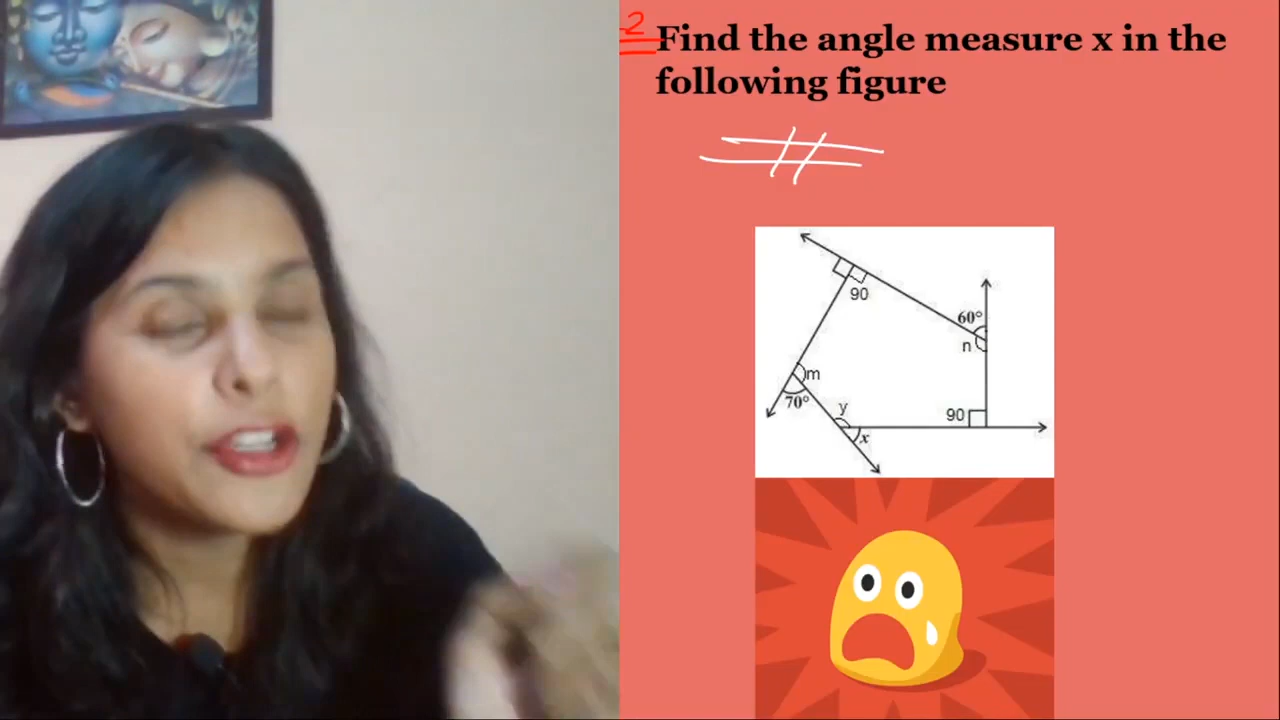 2
Find the angle measure x in the
following figure
90
60°
n
m
70°
y
90
x